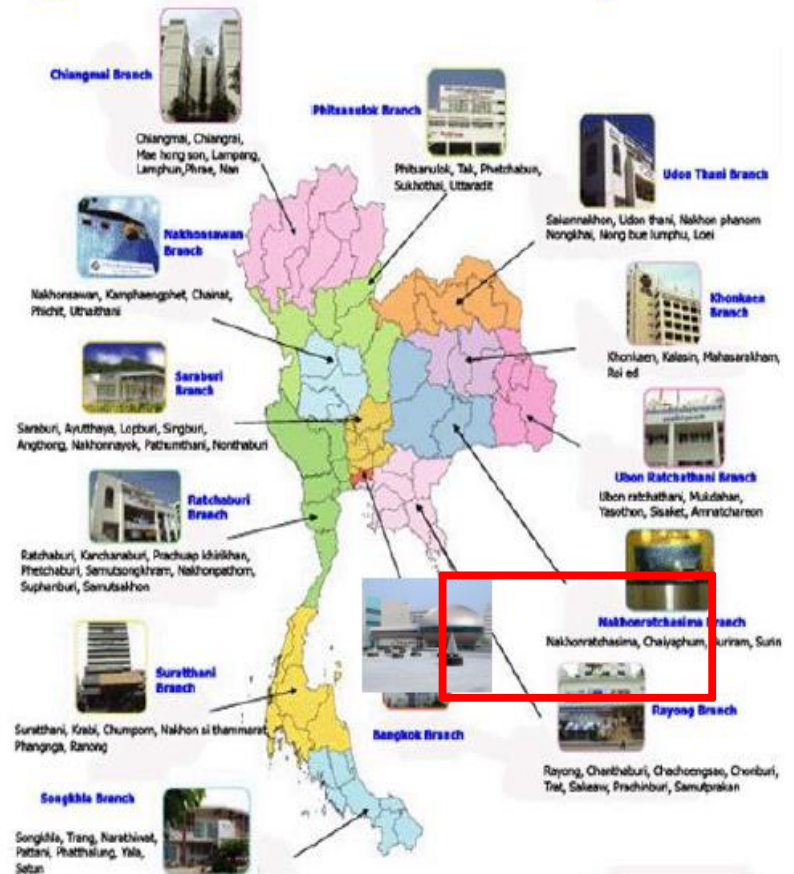 Chiangmai Branch
Chiangmai, Chiangrai,
Mae hong son, Lampang,
Lamphun,Phrae, Nan
Phitsanulok Branch
Phitsanulok, Tak, Phetchabun,
Sukhothai, Uttaradit
Udon Thani Branch
Sakonnakhon, Udon thani, Nakhon phanom
Nongkhai, Nong bue lumphu, Loei
Nakhonsawan
Branch
Nakhonsawan, Kamphaengphet, Chainat,
Phichit, Uthaithani
Khonkaen
Branch
Khonkaen, Kalasin, Mahasarakham,
Roi ed
Saraburi
Branch
Saraburi, Ayutthaya, Lopburi, Singburi,
Angthong, Nakhonnayok, Pathumthani, Nonthaburi
Ubon Ratchathani Branch
Ubon ratchathani, Mukdahan,
Yasothon, Sisaket, Amnatchareon
Ratchaburi
Branch
Ratchaburi, Kanchanaburi, Prachuap khirikhan,
Phetchaburi, Samutsongkhram, Nakhonpathom,
Suphanburi, Samutsakhon
Nakhonratchasima Branch
Nakhonratchasima, Chaiyaphum, Buriram, Surin
Suratthani
Branch
Suratthani, Krabi, Chumporn, Nakhon si thammarat
Phangnga, Ranong
Bangkok Branch
Rayong Branch
Rayong, Chanthaburi, Chachoengsao, Chonburi,
Trat, Sakeaw, Prachinburi, Samutprakan
Songkhla Branch
Songkhla, Trang, Narathiwat,
Pattani, Phatthalung, Yala,
Satun